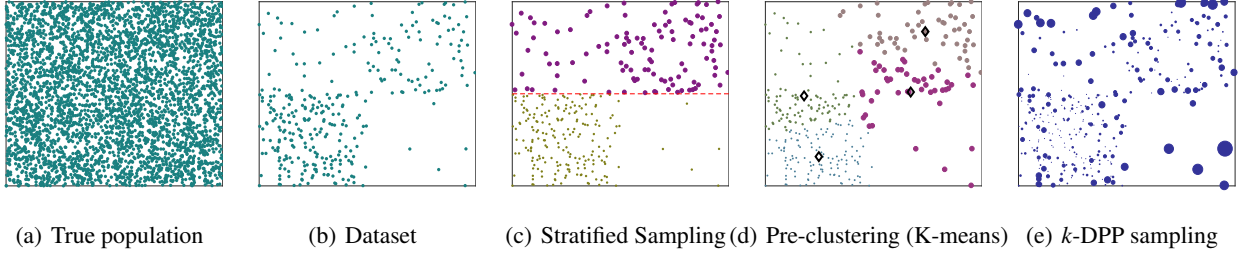 (a) True population (b) Dataset (c) Stratified Sampling (d) Pre-clustering (K-means) (e) k-DPP sampling